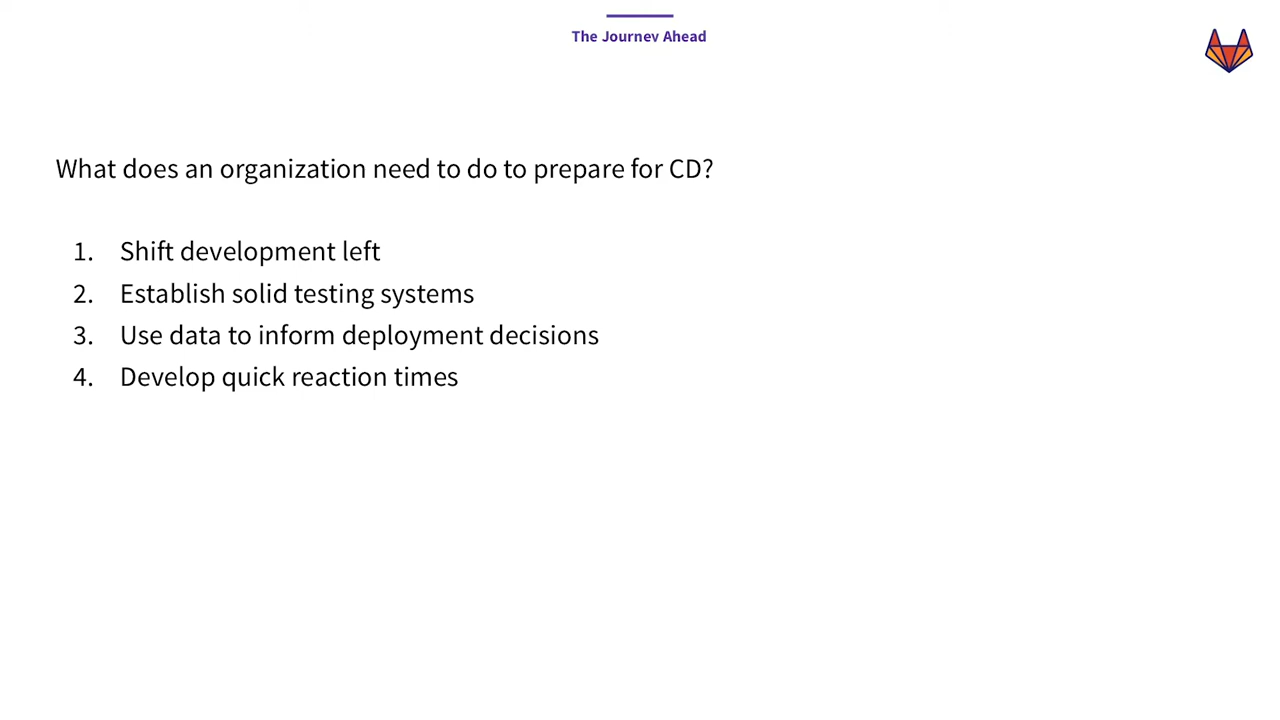 The Journey Ahead
What does an organization need to do to prepare for CD?
1. Shift development left
2. Establish solid testing systems
3. Use data to inform deployment decisions
4. Develop quick reaction times